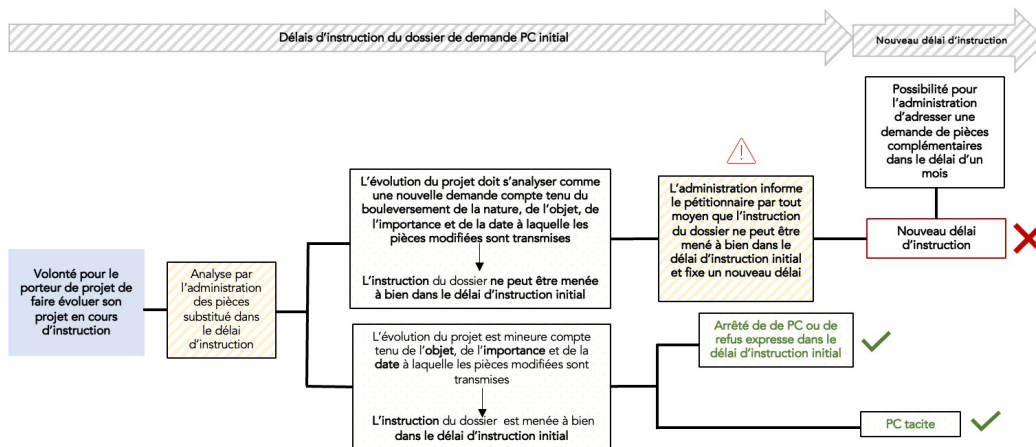 Délais d'instruction du dossier de demande PC initial
Nouveau délai d'instruction
Possibilité pour
l'administration
d'adresser une
demande de pièces
complémentaires
dans le délai d'un
mois
L'évolution du projet doit s'analyser comme
une nouvelle demande compte tenu du
bouleversement de la nature, de l'objet, de
l'importance et de la date à laquelle les
pièces modifiées sont transmises
L'instruction du dossier ne peut être menée
à bien dans le délai d'instruction initial
L'administration informe
le pétitionnaire par tout
moyen que l'instruction
du dossier ne peut être
mené à bien dans le
délai d'instruction initial
et fixe un nouveau délai
Nouveau délai
d'instruction
Volonté pour le
porteur de projet de
faire évoluer son
projet en cours
d'instruction
Analyse par
l'administration
des pièces
substitué dans
le délai
d'instruction
L'évolution du projet est mineure compte
tenu de l'objet, de l'importance et de la
date à laquelle les pièces modifiées sont
transmises
L'instruction du dossier est menée à bien
dans le délai d'instruction initial
Arrêté de de PC ou de
refus expresse dans le
délai d'instruction initial
PC tacite